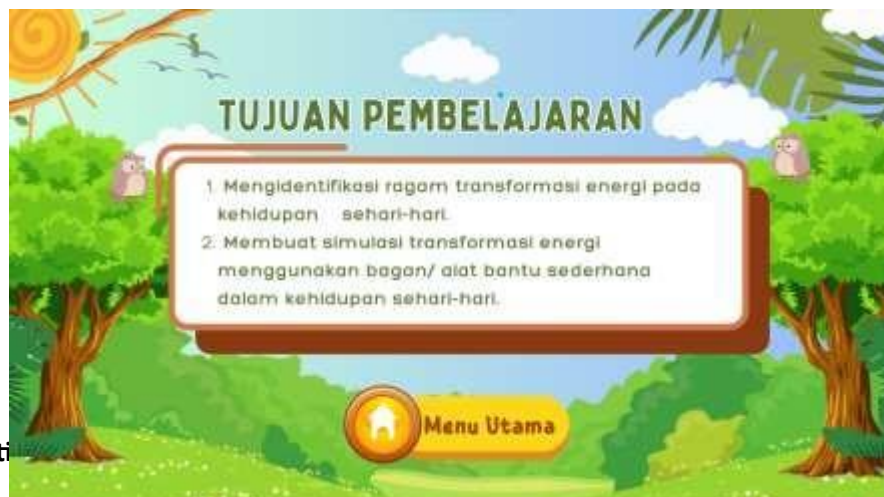 TUJUAN PEMBELAJARAN
1. Mengidentifikasi ragam transformasi energi pada
kehidupan sehari-hari.
2. Membuat simulasi transformasi energi
menggunakan bagan/ alat bantu sederhana
dalam kehidupan sehari-hari.
Menu Utama